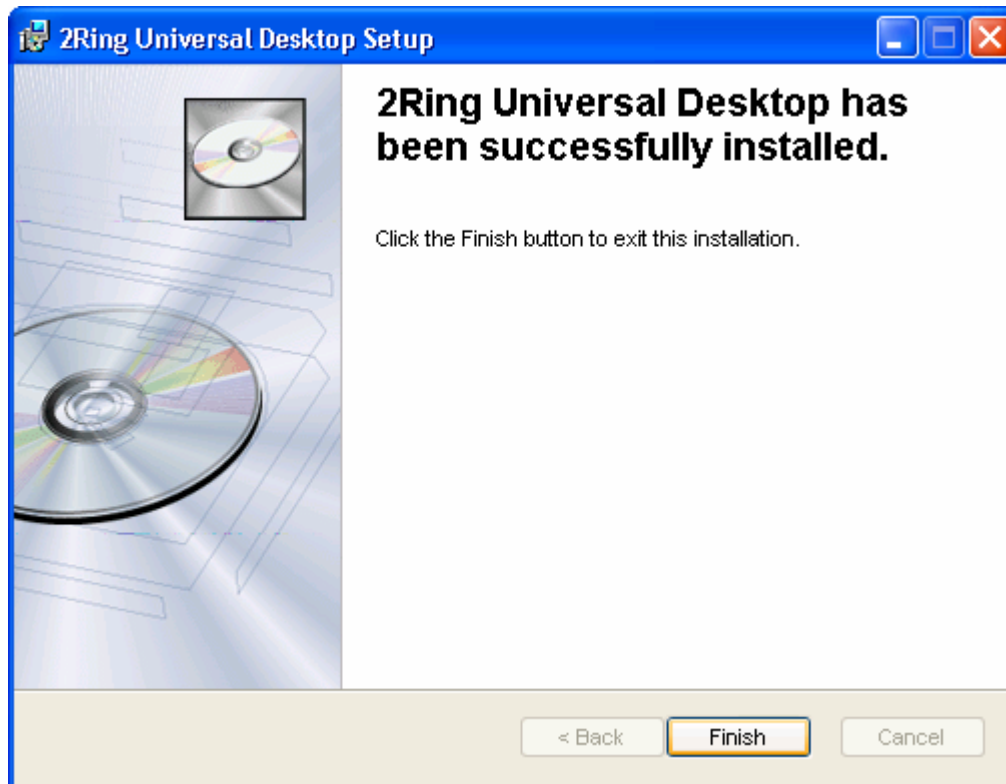 2Ring Universal Desktop Setup
2Ring Universal Desktop has
been successfully installed.
Click the Finish button to exit this installation.
< Back
Finish
Cancel